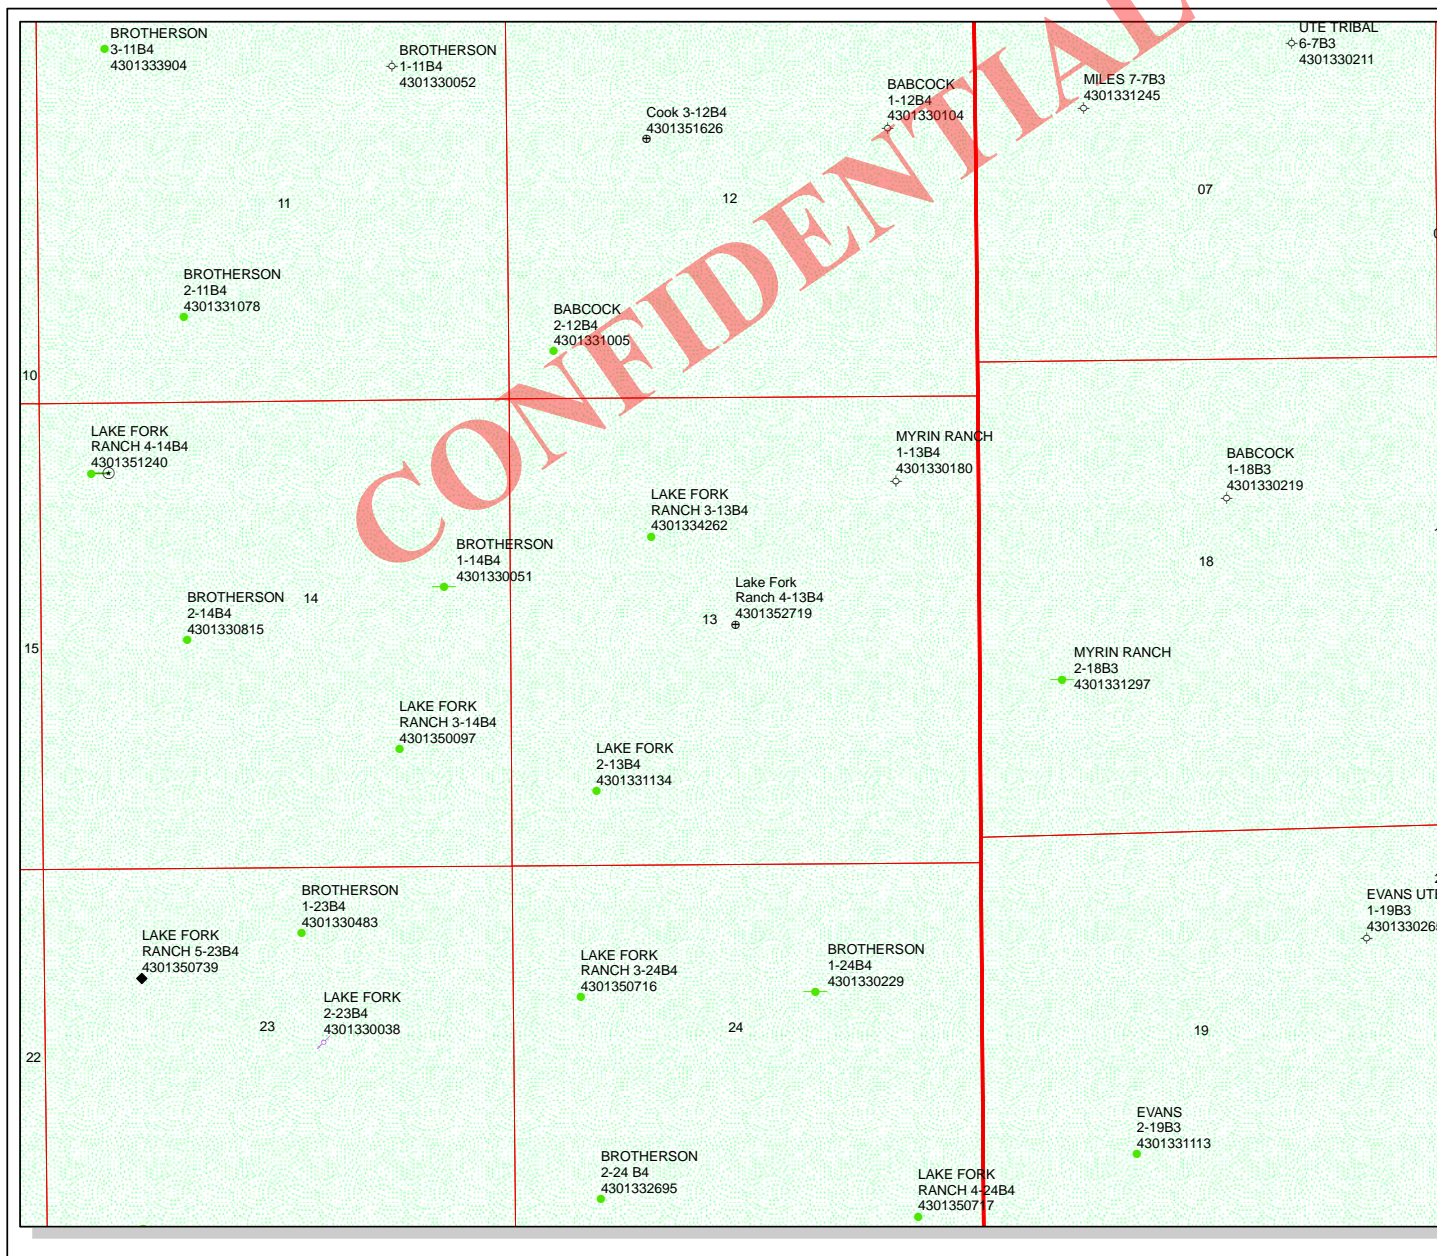 BROTHERSON
3-11B4
4301333904
BROTHERSON
1-11B4
4301330052
Cook 3-12B4
4301351626
BABCOCK
1-12B4
4301330104
MILES 7-7B3
4301331245
UTE TRIBAL
6-7B3
4301330211
11
12
07
CONFIDENTIAL
BROTHERSON
2-11B4
4301331078
BABCOCK
2-12B4
4301331005
10
LAKE FORK
RANCH 4-14B4
4301351240
MYRIN RANCH
1-13B4
4301330180
BABCOCK
1-18B3
4301330219
LAKE FORK
RANCH 3-13B4
4301334262
BROTHERSON
1-14B4
4301330051
18
BROTHERSON
2-14B4
4301330815
14
Lake Fork
Ranch 4-13B4
4301352719
13
15
MYRIN RANCH
2-18B3
4301331297
LAKE FORK
RANCH 3-14B4
4301350097
LAKE FORK
2-13B4
4301331134
BROTHERSON
1-23B4
4301330483
EVANS UTE
1-19B3
430133026
LAKE FORK
RANCH 5-23B4
4301350739
LAKE FORK
RANCH 3-24B4
4301350716
BROTHERSON
1-24B4
4301330229
LAKE FORK
2-23B4
4301330038
23
24
19
22
EVANS
2-19B3
4301331113
BROTHERSON
2-24 B4
4301332695
LAKE FORK
RANCH 4-24B4
4301350717